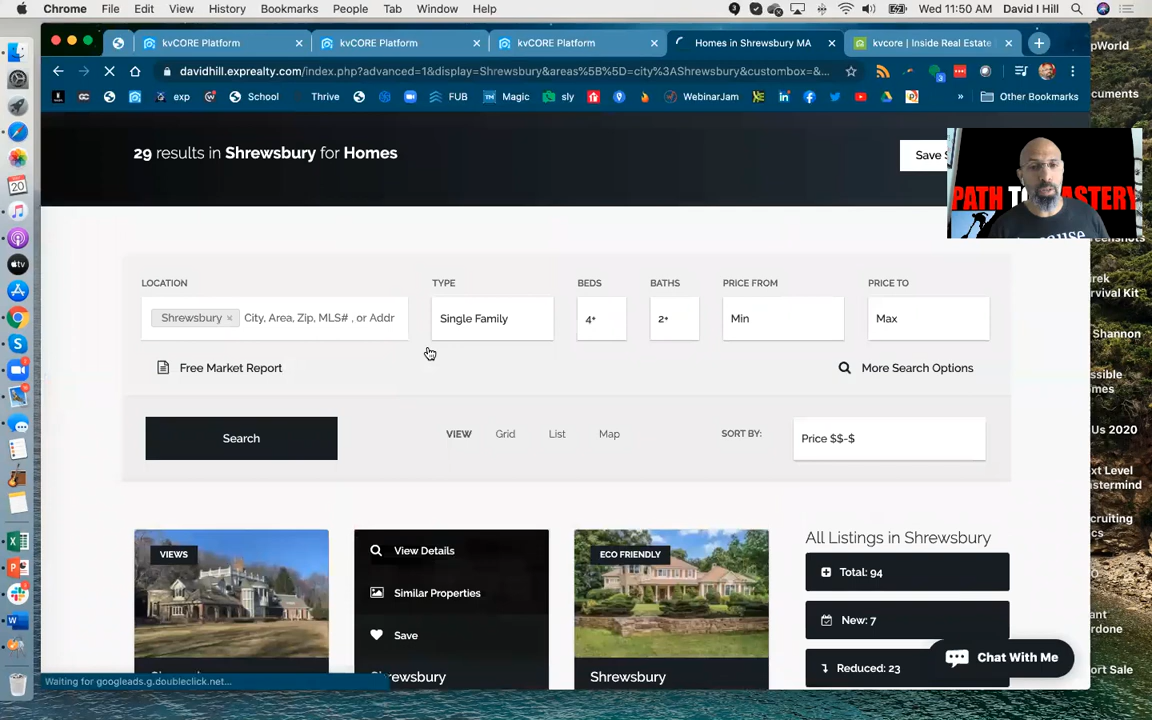 Chrome File Edit View History Bookmarks People Tab Window Help 3 Wed 11:50 AM David I Hill
kvCORE Platform × kvCORE Platform × kvCORE Platform × Homes in Shrewsbury MA × kvcore | Inside Real Estate ×
davidhill.exprealty.com/index.php?advanced=1&display=Shrewsbury&areas%5B%5D=city%3AShrewsbury&custombox=&...
exp School Thrive FUB Magic sly WebinarJam » Other Bookmarks
29 results in Shrewsbury for Homes
Save
PATH TO MASTERY
LOCATION TYPE BEDS BATHS PRICE FROM PRICE TO
Shrewsbury × City, Area, Zip, MLS# , or Addr Single Family 4+ 2+ Min Max
Free Market Report More Search Options
Search VIEW Grid List Map SORT BY: Price $$-$
All Listings in Shrewsbury
VIEWS View Details ECO FRIENDLY
Total: 94
Similar Properties
New: 7
Save
Reduced: 23
Chat With Me
Shrewsbury
Waiting for googleads.g.doubleclick.net...
Shannon
Us 2020
ort Sale